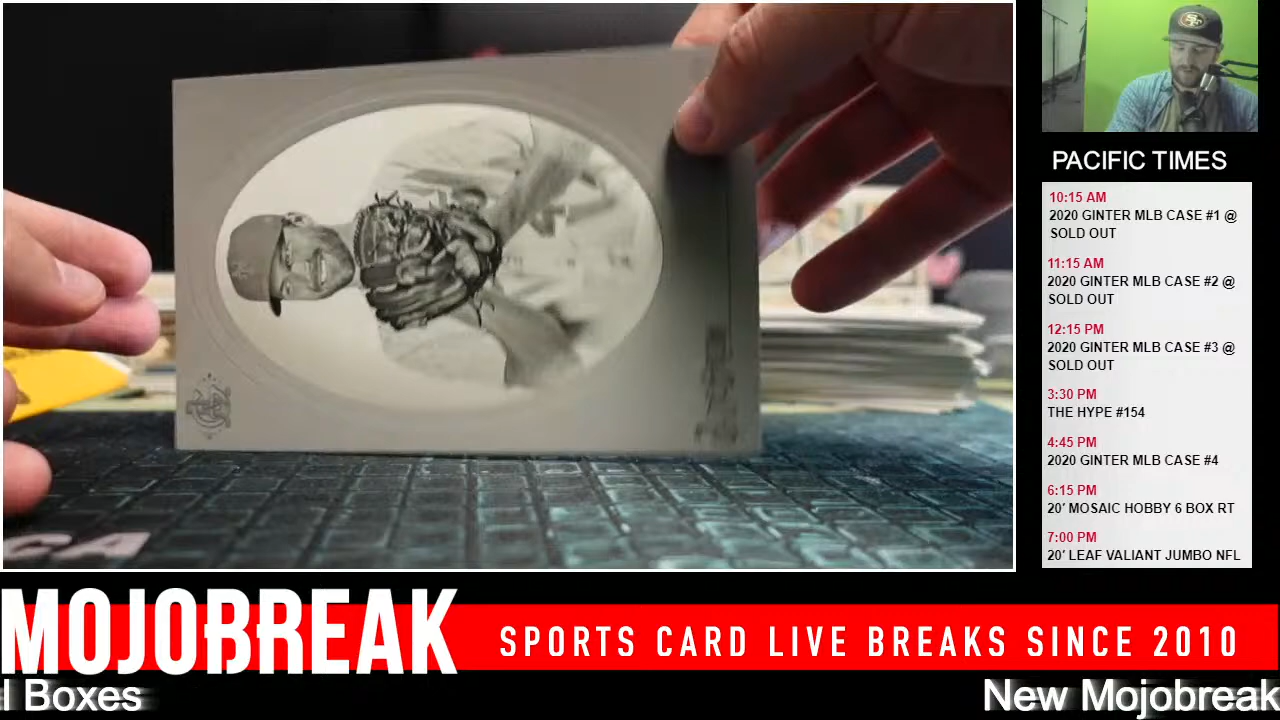 SF
PACIFIC TIMES
10:15 AM
2020 GINTER MLB CASE #1 @
SOLD OUT
11:15 AM
2020 GINTER MLB CASE #2 @
SOLD OUT
12:15 PM
2020 GINTER MLB CASE #3 @
SOLD OUT
3:30 PM
THE HYPE #154
4:45 PM
2020 GINTER MLB CASE #4
6:15 PM
20' MOSAIC HOBBY 6 BOX RT
7:00 PM
20' LEAF VALIANT JUMBO NFL
CA
MOJOBREAK
SPORTS CARD LIVE BREAKS SINCE 2010
l Boxes
New Mojobreak